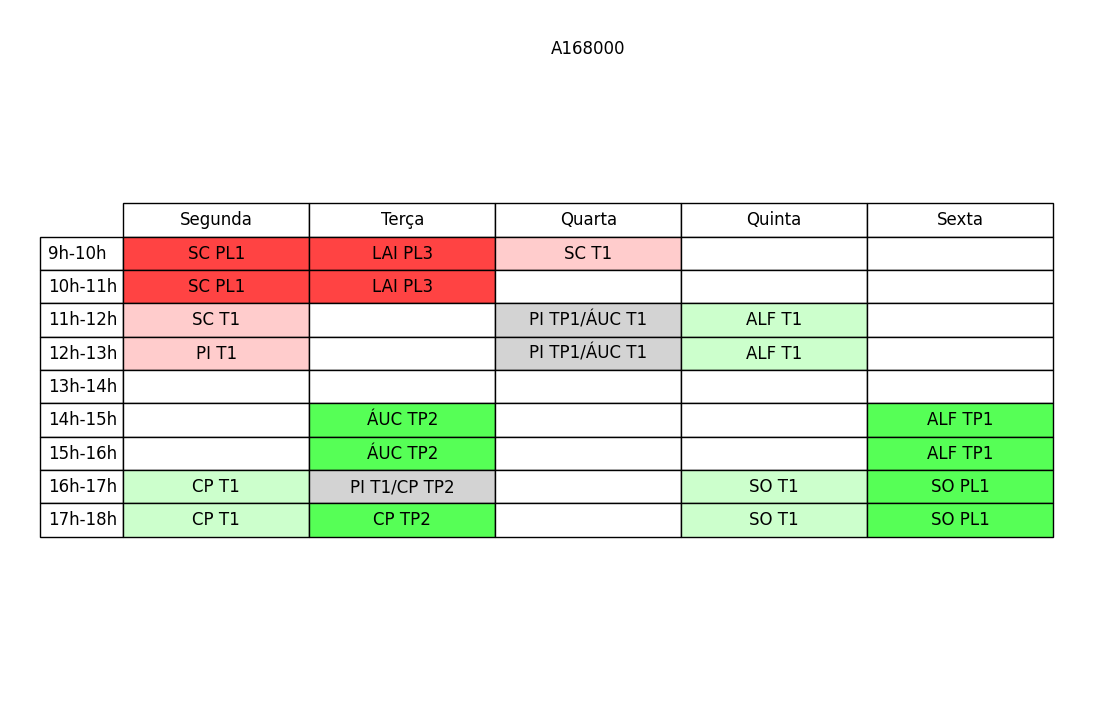 A168000
Segunda Terça Quarta Quinta Sexta
9h-10h SC PL1 LAI PL3 SC T1
10h-11h SC PL1 LAI PL3
11h-12h SC T1 PI TP1/ÁUC T1 ALF T1
12h-13h PI T1 PI TP1/ÁUC T1 ALF T1
13h-14h
14h-15h ÁUC TP2 ALF TP1
15h-16h ÁUC TP2 ALF TP1
16h-17h CP T1 PI T1/CP TP2 SO T1 SO PL1
17h-18h CP T1 CP TP2 SO T1 SO PL1